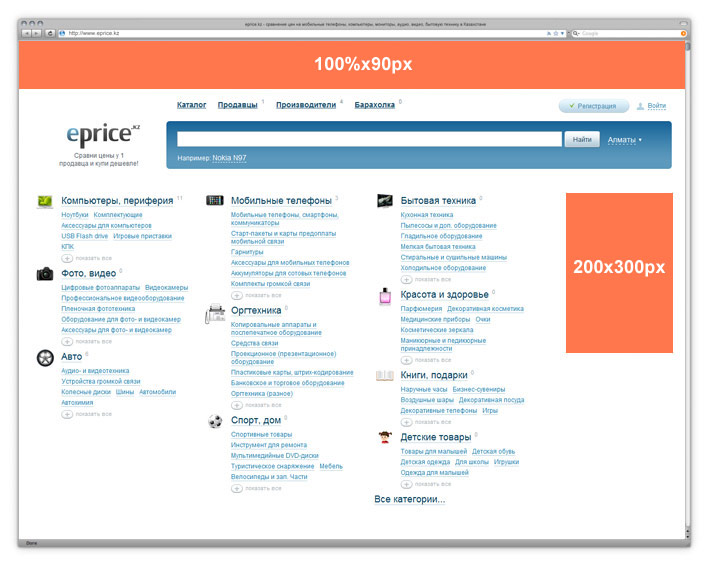 eprice.kz - сравнение цен на мобильные телефоны, компьютеры, мониторы, аудио, видео, бытовую технику в Казахстане
http://www.eprice.kz
Google
100%x90px
Каталог Продавцы 1 Производители 4 Барахолка 0
Регистрация Войти
eprice.kz
Сравни цены у 1
продавца и купи дешевле!
Найти Алматы
Например: Nokia N97
Компьютеры, периферия 11
Ноутбуки Комплектующие
Аксессуары для компьютеров
USB Flash drive Игровые приставки
КПК
показать все
Фото, видео 0
Цифровые фотоаппараты Видеокамеры
Профессиональное видеооборудование
Пленочная фототехника
Оборудование для фото- и видеокамер
Аксессуары для фото- и видеокамер
показать все
Авто 0
Аудио- и видеотехника
Устройства громкой связи
Колесные диски Шины Автомобили
Автохимия
показать все
Мобильные телефоны 3
Мобильные телефоны, смартфоны,
коммуникаторы
Старт-пакеты и карты предоплаты
мобильной связи
Гарнитуры
Аксессуары для мобильных телефонов
Аккумуляторы для сотовых телефонов
Комплекты громкой связи
показать все
Оргтехника 0
Копировальные аппараты и
послепечатное оборудование
Средства связи
Проекционное (презентационное)
оборудование
Пластиковые карты, штрих-кодирование
Банковское и торговое оборудование
Оргтехника (разное)
показать все
Спорт, дом 0
Спортивные товары
Инструмент для ремонта
Мультимедийные DVD-диски
Туристическое снаряжение Мебель
Велосипеды и зап. Части
показать все
Бытовая техника 0
Кухонная техника
Пылесосы и доп. оборудование
Гладильное оборудование
Мелкая бытовая техника
Стиральные и сушильные машины
Холодильное оборудование
показать все
Красота и здоровье 0
Парфюмерия Декоративная косметика
Медицинские приборы Очки
Косметические зеркала
Маникюрные и педикюрные
принадлежности
показать все
Книги, подарки 0
Наручные часы Бизнес-сувениры
Воздушные шары Декоративная посуда
Декоративные телефоны Игры
показать все
Детские товары 0
Товары для малышей Детская обувь
Детская одежда Для школы Игрушки
Одежда для малышей
показать все
Все категории...
200x300px
Done